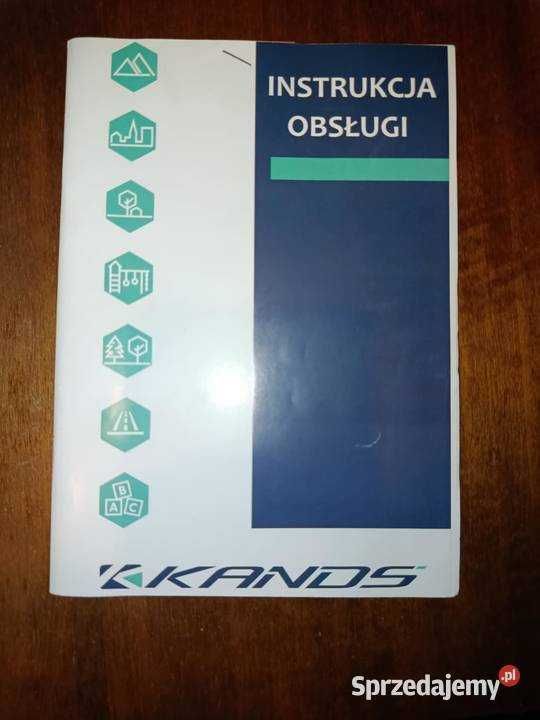 INSTRUKCJA
OBSŁUGI
B
A C
KANDS
Sprzedajemy.pl